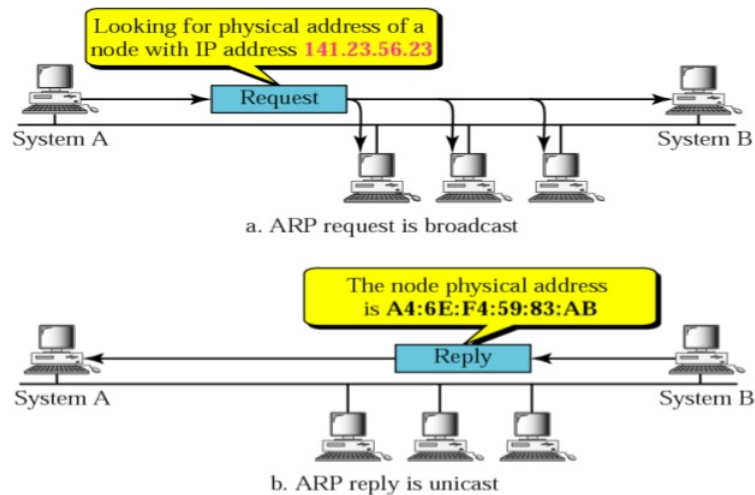 Looking for physical address of a
node with IP address 141.23.56.23
Request
System A
System B
a. ARP request is broadcast
The node physical address
is A4:6E:F4:59:83:AB
Reply
System A
System B
b. ARP reply is unicast